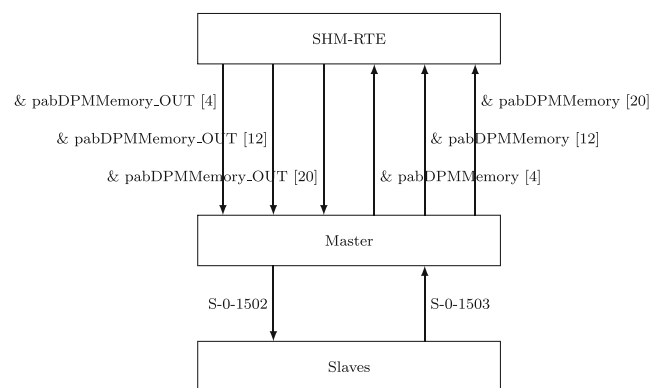 SHM-RTE
& pabDPMMemory_OUT [4]
& pabDPMMemory [20]
& pabDPMMemory_OUT [12]
& pabDPMMemory [12]
& pabDPMMemory_OUT [20]
& pabDPMMemory [4]
Master
S-0-1502
S-0-1503
Slaves